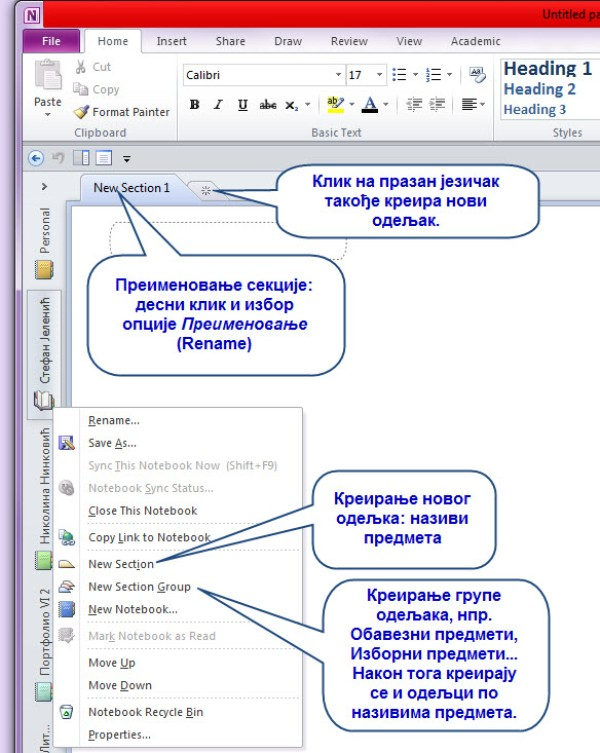 Untitled pa
File Home Insert Share Draw Review View Academic
Paste
Cut
Copy
Format Painter
Clipboard
Calibri 17
B I U abc x₂ ab A
Basic Text
Heading 1
Heading 2
Heading 3
Styles
New Section 1
Клик на празан језичак
такође креира нови
одељак.
Преименовање секције:
десни клик и избор
опције Преименовање
(Rename)
Personal
Стефан Јеленић
Николина Нинковић
Портфолио VI 2
Лит...
Rename...
Save As...
Sync This Notebook Now (Shift+F9)
Notebook Sync Status...
Close This Notebook
Copy Link to Notebook
New Section
New Section Group
New Notebook...
Mark Notebook as Read
Move Up
Move Down
Notebook Recycle Bin
Properties...
Креирање новог
одељка: називи
предмета
Креирање групе
одељака, нпр.
Обавезни предмети,
Изборни предмети...
Након тога креирају
се и одељци по
називима предмета.